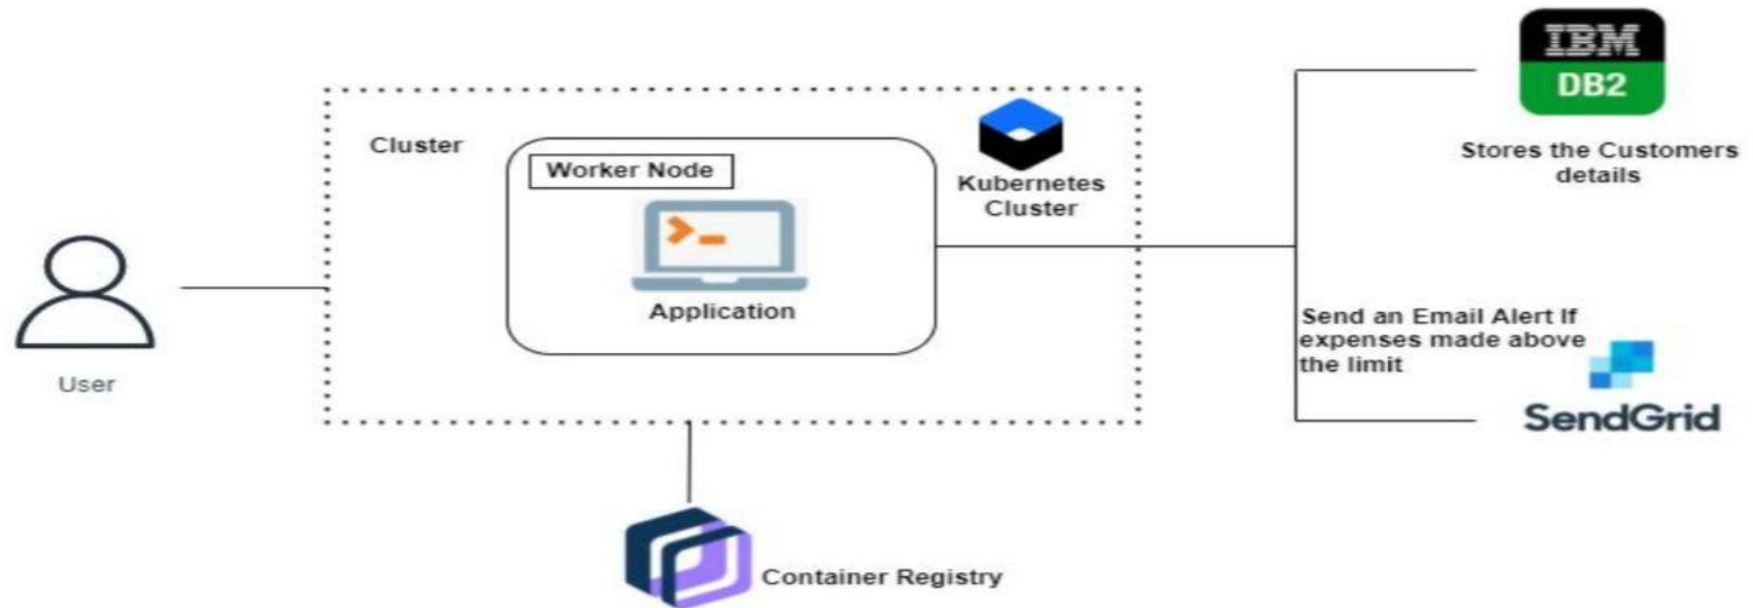 IBM
DB2
Stores the Customers
details
Cluster
Worker Node
Kubernetes
Cluster
Application
User
Send an Email Alert If
expenses made above
the limit
SendGrid
Container Registry